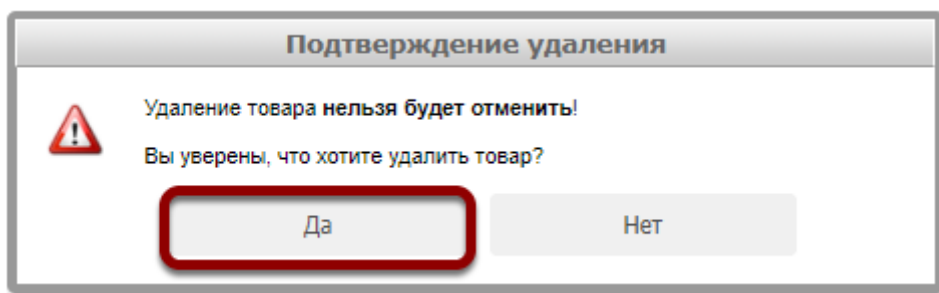 Подтверждение удаления
Удаление товара нельзя будет отменить!
Вы уверены, что хотите удалить товар?
Да
Нет